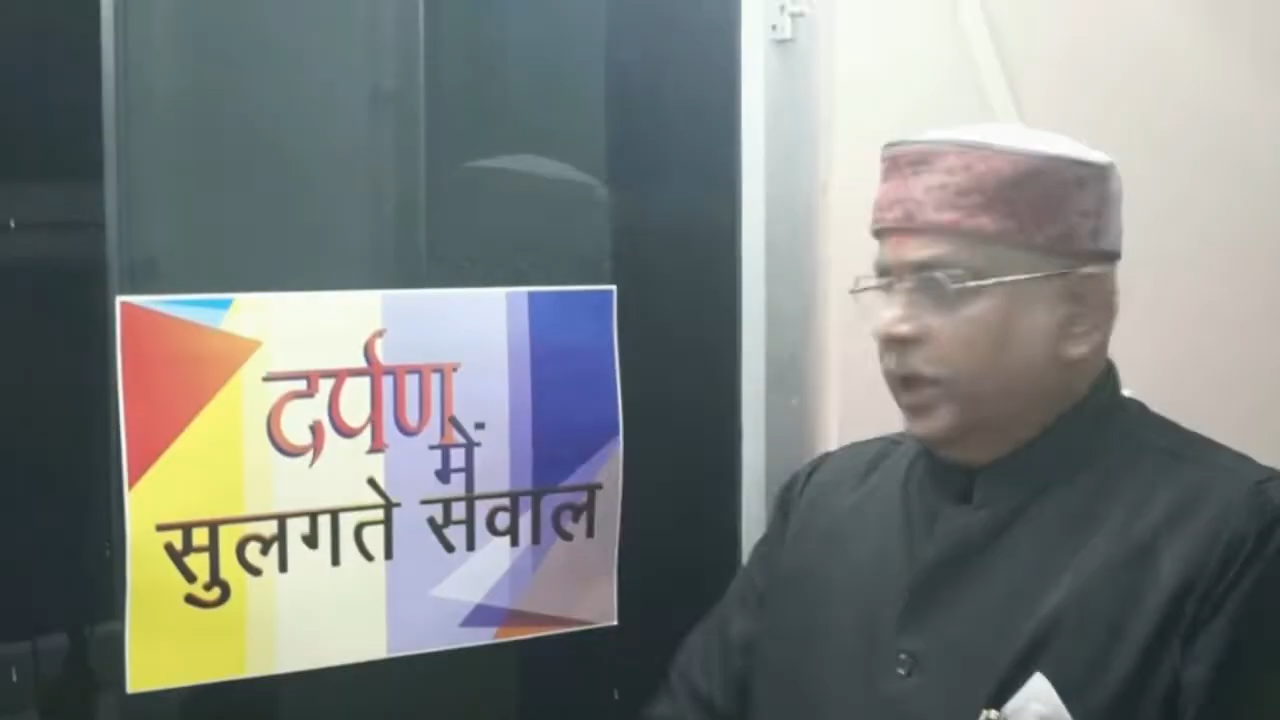 दर्पण
में
सुलगते सवाल